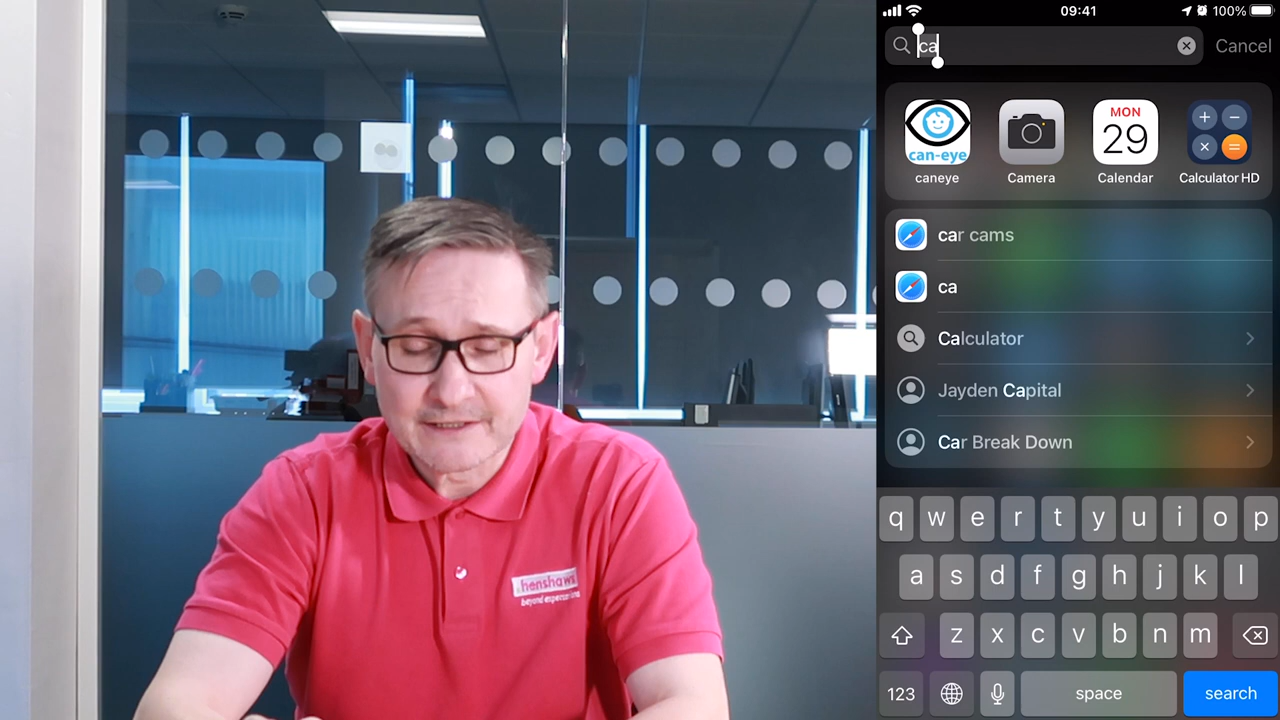 09:41
100%
ca
Cancel
MON
29
can-eye
caneye
Camera
Calendar
Calculator HD
car cams
ca
Calculator
Jayden Capital
Car Break Down
q w e r t y u i o p
a s d f g h j k l
z x c v b n m
123
space
search
henshaws
beyond expectations